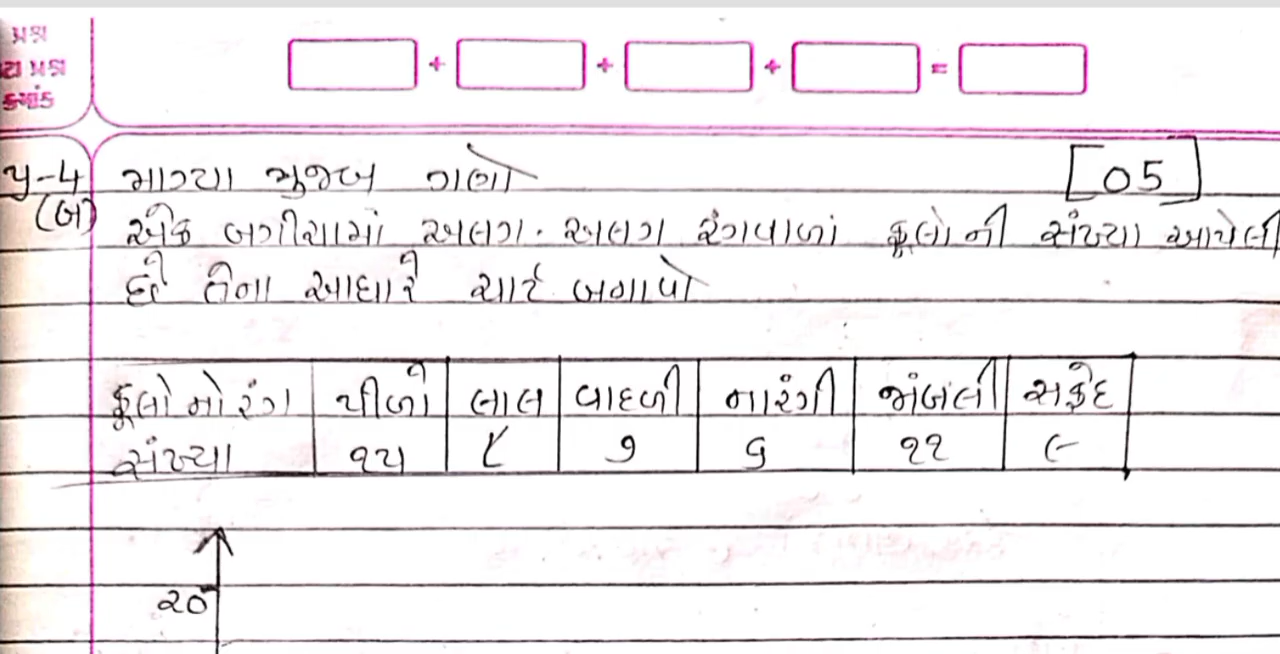 પ્રશ્ન
ટા પ્રશ્ન
ક્રમાંક
+ + + =
પ્ર-4 માગ્યા મુજબ ગણો [05]
(બ) એક બગીચામાં અલગ. અલગ રંગવાળાં ફૂલોની સંખ્યા આપેલી
છે તેના આધારે ચાર્ટ બનાવો
ફૂલોનો રંગ પીળો લાલ વાદળી નારંગી જાંબલી સફેદ
સંખ્યા ૧૫ ૮ ૭ ૬ ૧૧ ૯
૨૦